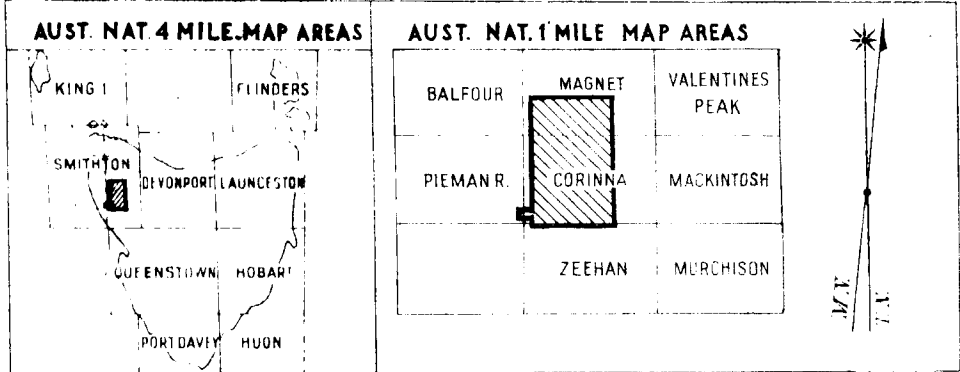 AUST. NAT. 4 MILE. MAP AREAS
KING I
FLINDERS
SMITHTON
DEVONPORT
LAUNCESTON
QUEENSTOWN
HOBART
PORT DAVEY
HUON
AUST. NAT. 1 MILE MAP AREAS
BALFOUR
MAGNET
VALENTINES
PEAK
PIEMAN R.
CORINNA
MACKINTOSH
ZEEHAN
MURCHISON